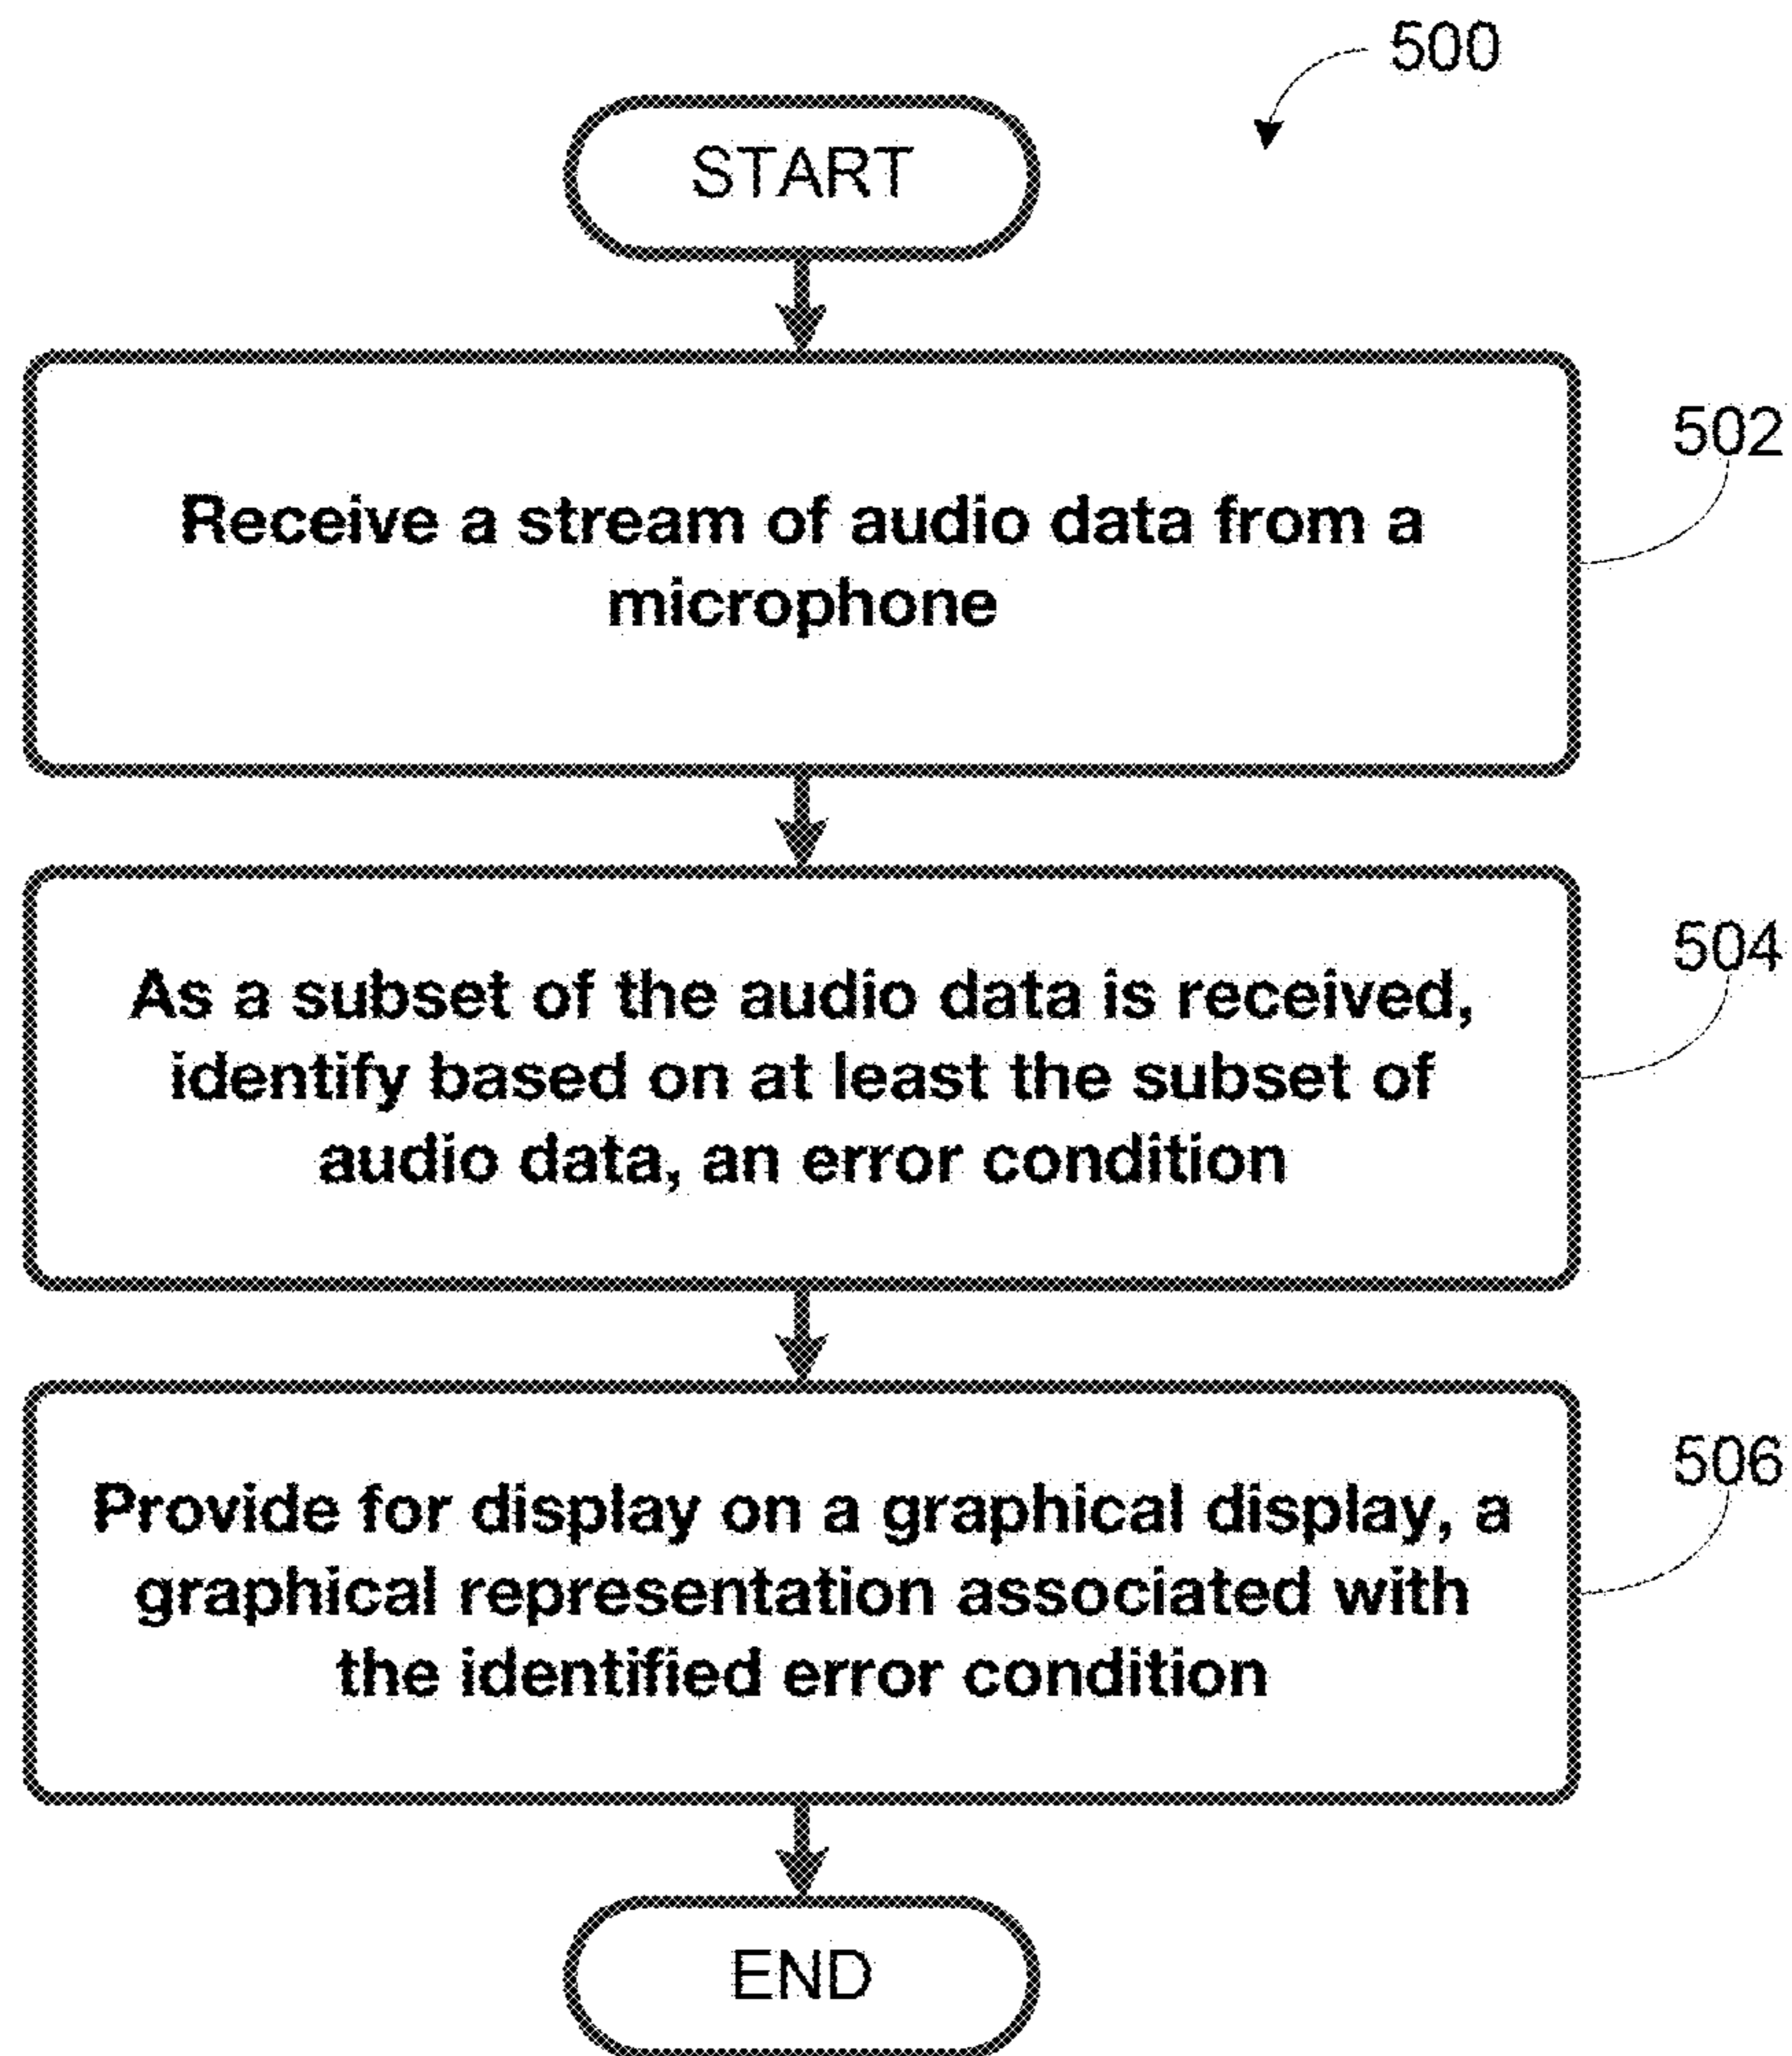 500
START
502
Receive a stream of audio data from a
microphone
504
As a subset of the audio data is received,
identify based on at least the subset of
audio data, an error condition
506
Provide for display on a graphical display, a
graphical representation associated with
the identified error condition
END